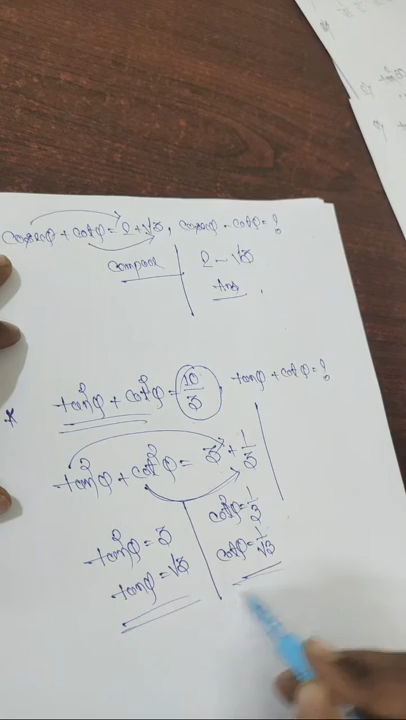 cosecφ + cotφ = 2 + √3, cosecφ - cotφ = ?
Compare
2 - √3
Ans
* tan²φ + cot²φ = 10/3, tanφ + cotφ = ?
tan²φ + cot²φ = 3 + 1/3
tan²φ = 3
tanφ = √3
cot²φ = 1/3
cotφ = 1/√3